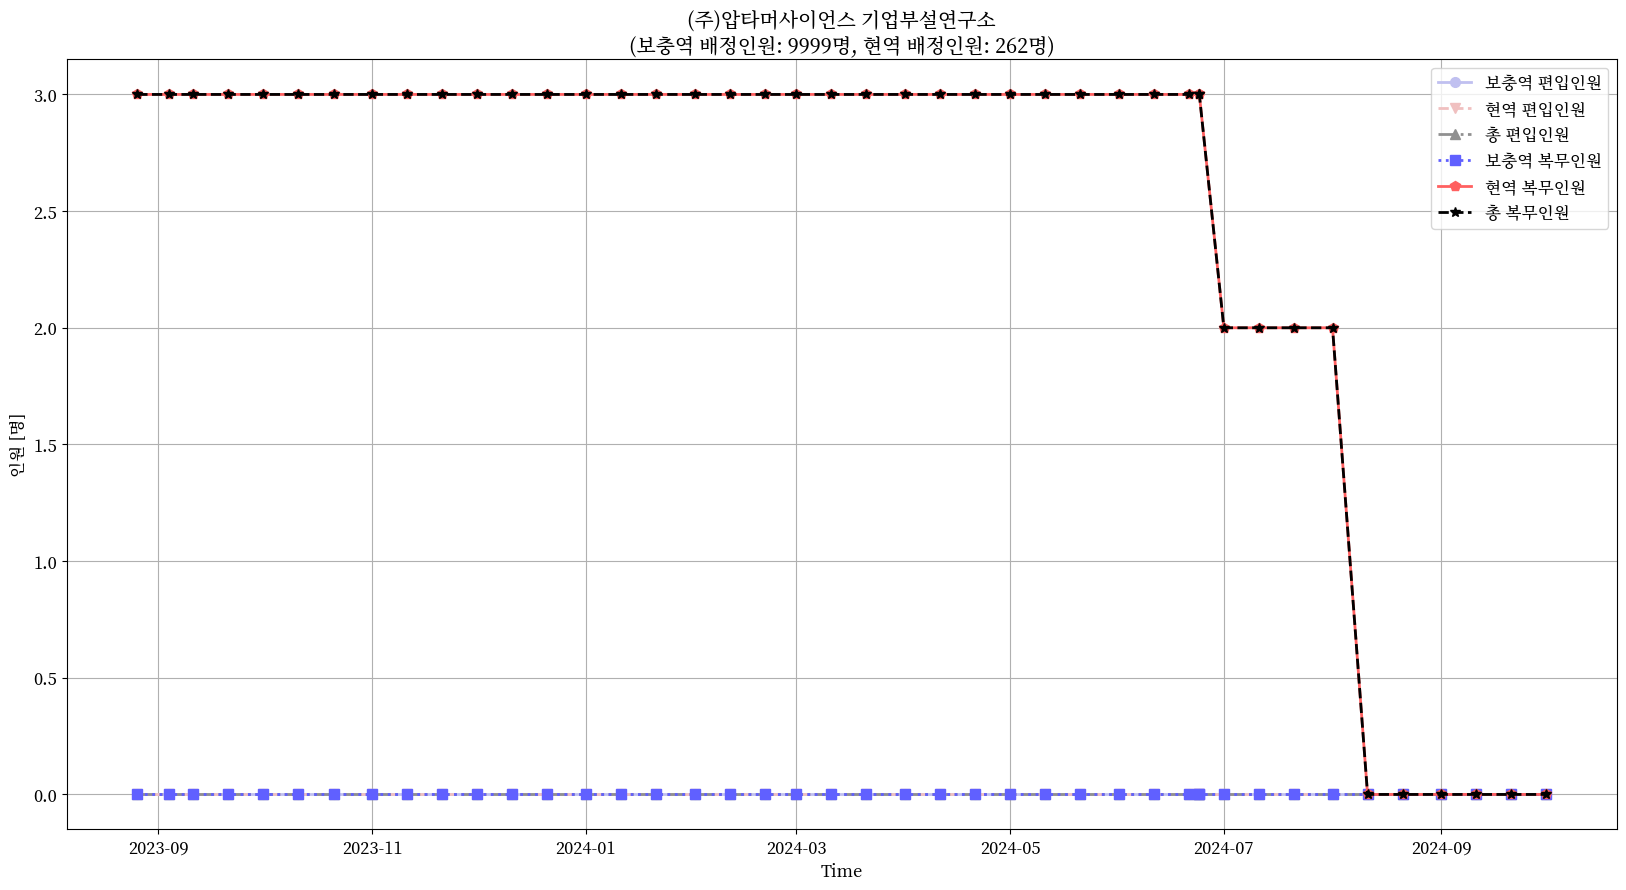 (주)압타머사이언스 기업부설연구소
(보충역 배정인원: 9999명, 현역 배정인원: 262명)
보충역 편입인원
현역 편입인원
총 편입인원
보충역 복무인원
현역 복무인원
총 복무인원
3.0
2.5
2.0
1.5
1.0
0.5
0.0
인원 [명]
2023-09 2023-11 2024-01 2024-03 2024-05 2024-07 2024-09
Time